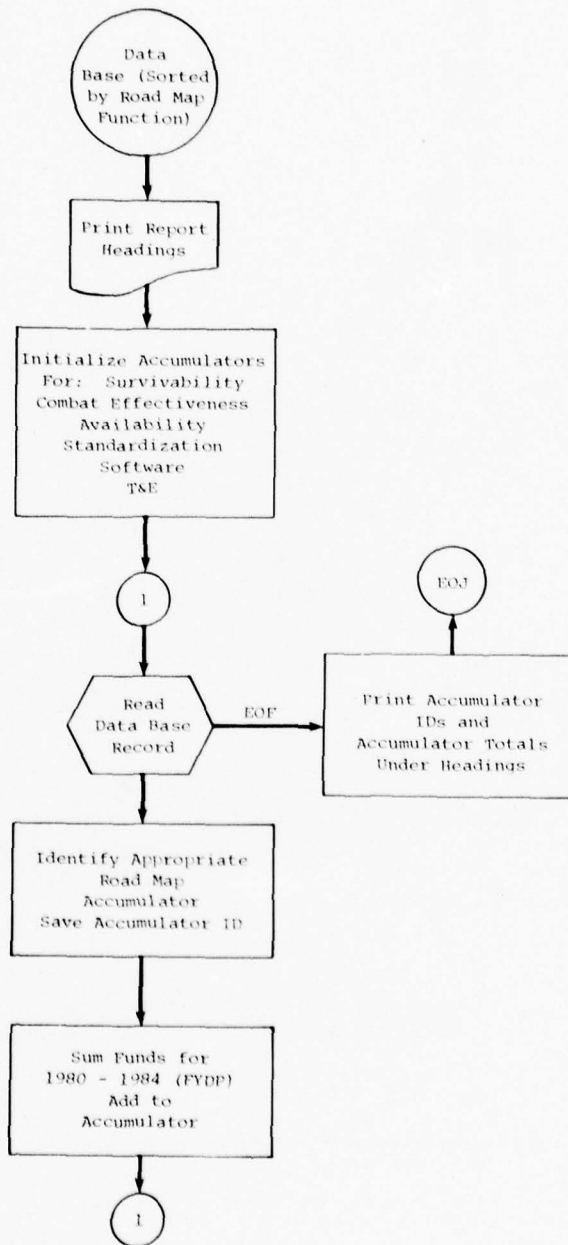 Data
Base (Sorted
by Road Map
Function)
Print Report
Headings
Initialize Accumulators
For: Survivability
Combat Effectiveness
Availability
Standardization
Software
T&E
1
EOJ
Read
Data Base
Record
EOF
Print Accumulator
IDs and
Accumulator Totals
Under Headings
Identify Appropriate
Road Map
Accumulator
Save Accumulator ID
Sum Funds for
1980 - 1984 (FYDP)
Add to
Accumulator
1